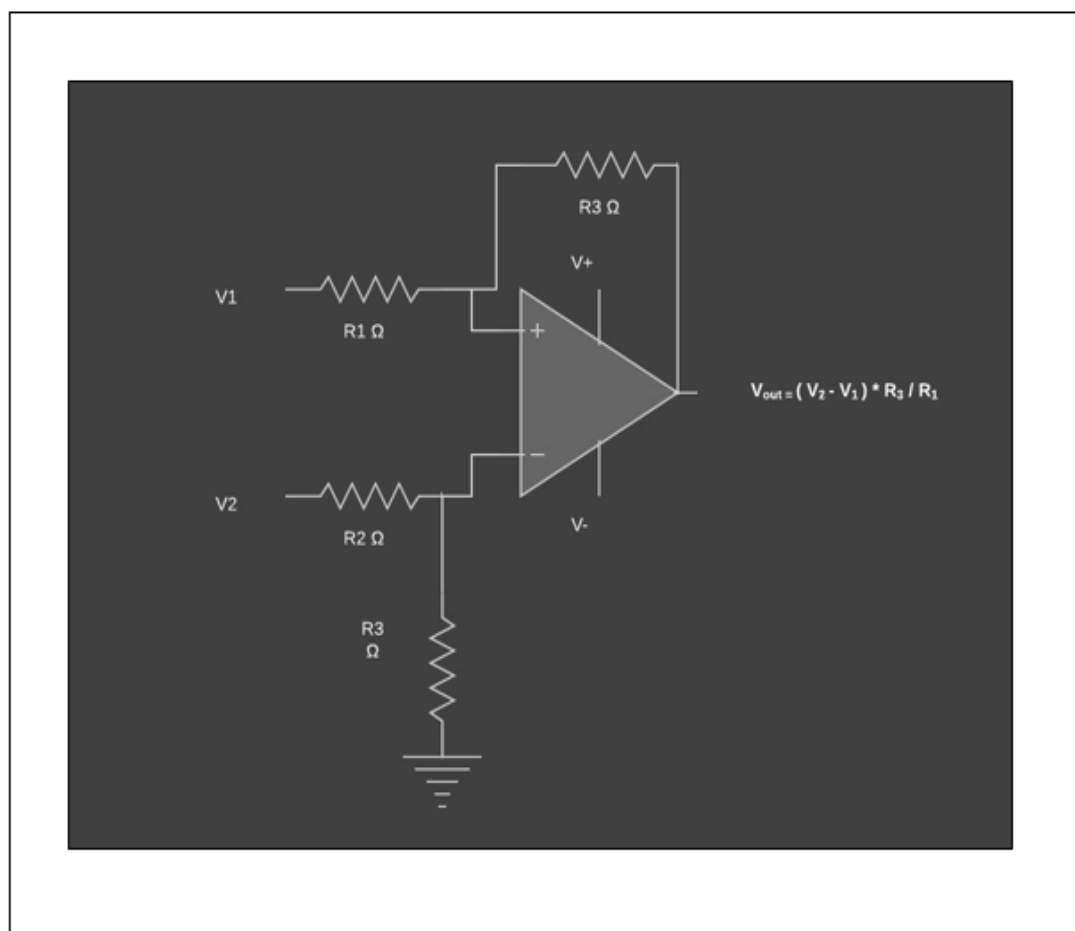 R3 Ω
V+
V1
R1 Ω
+
Vout = ( V2 - V1 ) * R3 / R1
−
V2
V-
R2 Ω
R3
Ω